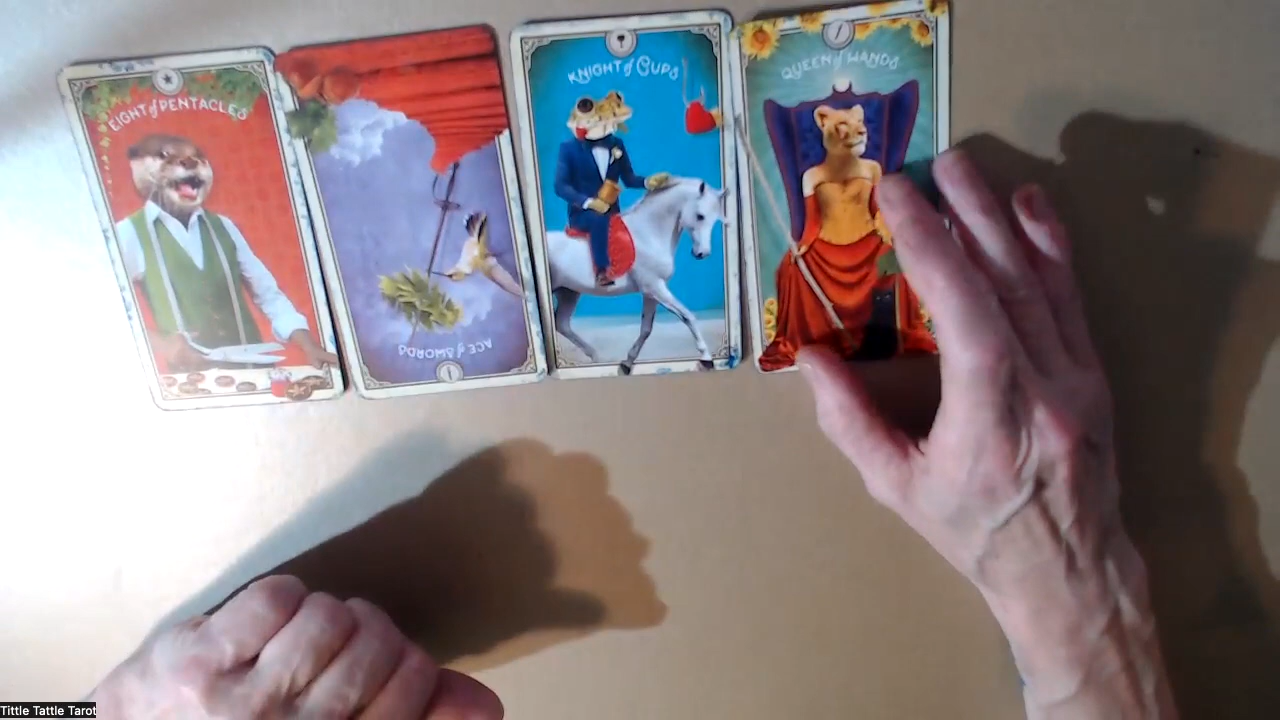 EIGHT of PENTACLES
ACE of SWORDS
KNIGHT of CUPS
QUEEN of WANDS
Tittle Tattle Tarot